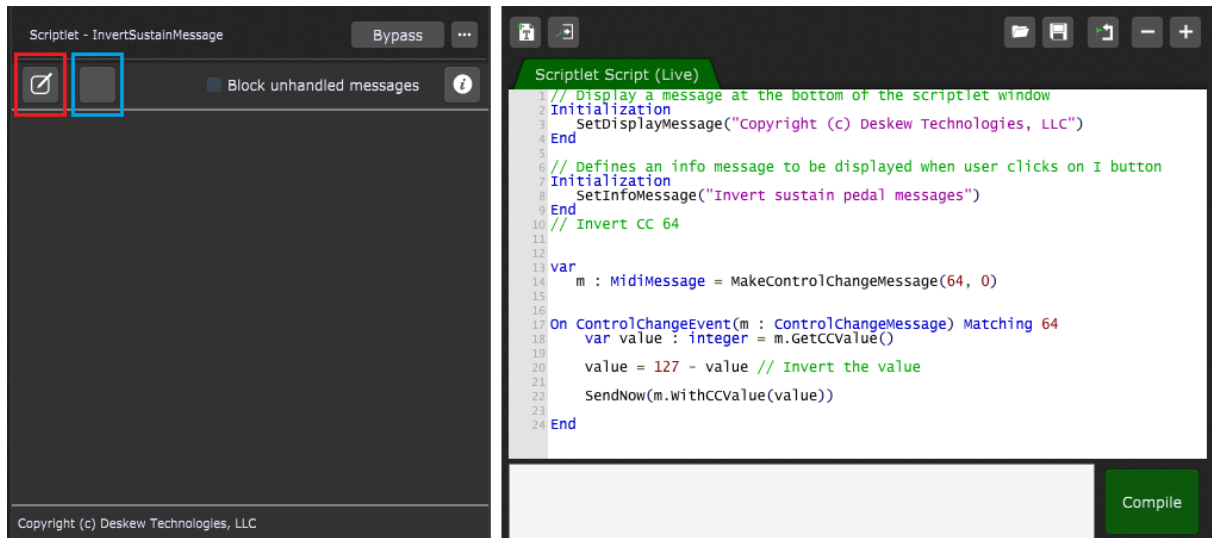 Scriptlet - InvertSustainMessage
Bypass
Block unhandled messages
i
Copyright (c) Deskew Technologies, LLC
T
Scriptlet Script (Live)
1 // Display a message at the bottom of the scriptlet window
2 Initialization
3 SetDisplayMessage("Copyright (c) Deskew Technologies, LLC")
4 End
5
6 // Defines an info message to be displayed when user clicks on I button
7 Initialization
8 SetInfoMessage("Invert sustain pedal messages")
9 End
10 // Invert CC 64
11
12
13 var
14 m : MidiMessage = MakeControlChangeMessage(64, 0)
15
16
17 On ControlChangeEvent(m : ControlChangeMessage) Matching 64
18 var value : integer = m.GetCCValue()
19
20 value = 127 - value // Invert the value
21
22 SendNow(m.WithCCValue(value))
23
24 End
Compile